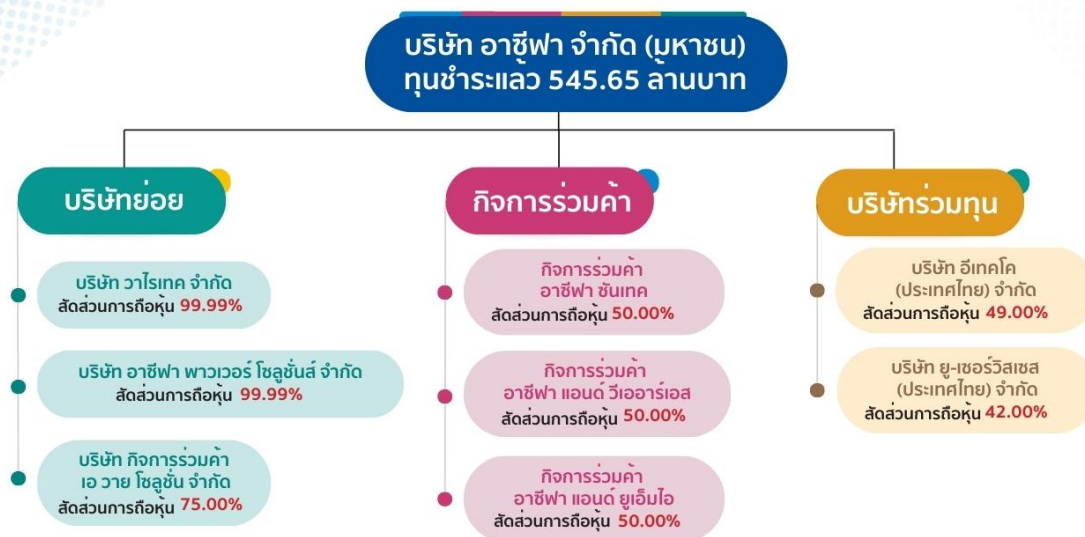 บริษัท อาซีฟา จำกัด (มหาชน)
ทุนชำระแล้ว 545.65 ล้านบาท
บริษัทย่อย
บริษัท วาไรเทค จำกัด
สัดส่วนการถือหุ้น 99.99%
บริษัท อาซีฟา พาวเวอร์ โซลูชั่นส์ จำกัด
สัดส่วนการถือหุ้น 99.99%
บริษัท กิจการร่วมค้า
เอ วาย โซลูชั่น จำกัด
สัดส่วนการถือหุ้น 75.00%
กิจการร่วมค้า
กิจการร่วมค้า
อาซีฟา ซันเทค
สัดส่วนการถือหุ้น 50.00%
กิจการร่วมค้า
อาซีฟา แอนด์ วีเออาร์เอส
สัดส่วนการถือหุ้น 50.00%
กิจการร่วมค้า
อาซีฟา แอนด์ ยูเอ็มไอ
สัดส่วนการถือหุ้น 50.00%
บริษัทร่วมทุน
บริษัท อีเทคโค
(ประเทศไทย) จำกัด
สัดส่วนการถือหุ้น 49.00%
บริษัท ยู-เซอร์วิสเซส
(ประเทศไทย) จำกัด
สัดส่วนการถือหุ้น 42.00%